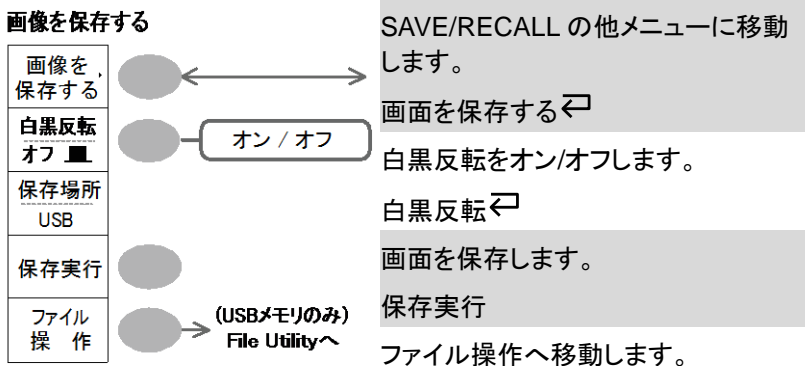 画像を保存する
画像を
保存する
白黒反転
オフ
保存場所
USB
保存実行
ファイル
操 作
オン / オフ
(USBメモリのみ)
File Utilityへ
SAVE/RECALL の他メニューに移動
します。
画面を保存する
白黒反転をオン/オフします。
白黒反転
画面を保存します。
保存実行
ファイル操作へ移動します。